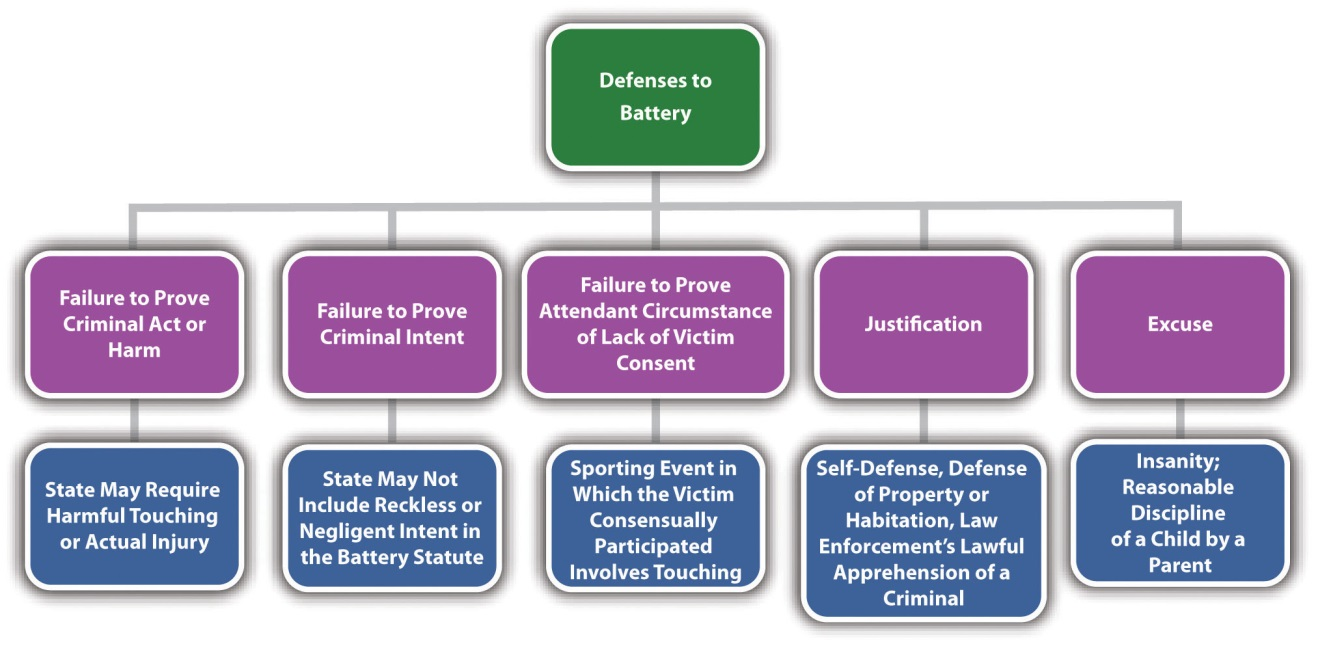 Defenses to
Battery
Failure to Prove
Criminal Act or
Harm
Failure to Prove
Criminal Intent
Failure to Prove
Attendant Circumstance
of Lack of Victim
Consent
Justification
Excuse
State May Require
Harmful Touching
or Actual Injury
State May Not
Include Reckless or
Negligent Intent in
the Battery Statute
Sporting Event in
Which the Victim
Consensually
Participated
Involves Touching
Self-Defense, Defense
of Property or
Habitation, Law
Enforcement's Lawful
Apprehension of a
Criminal
Insanity;
Reasonable
Discipline
of a Child by a
Parent